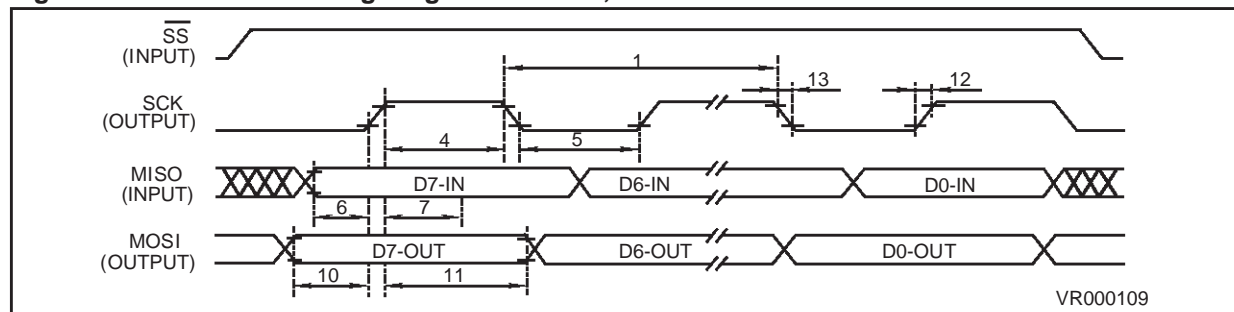 SS
(INPUT)
1
13
12
SCK
(OUTPUT)
4
5
MISO
(INPUT)
D7-IN
D6-IN
D0-IN
6
7
MOSI
(OUTPUT)
D7-OUT
D6-OUT
D0-OUT
10
11
VR000109